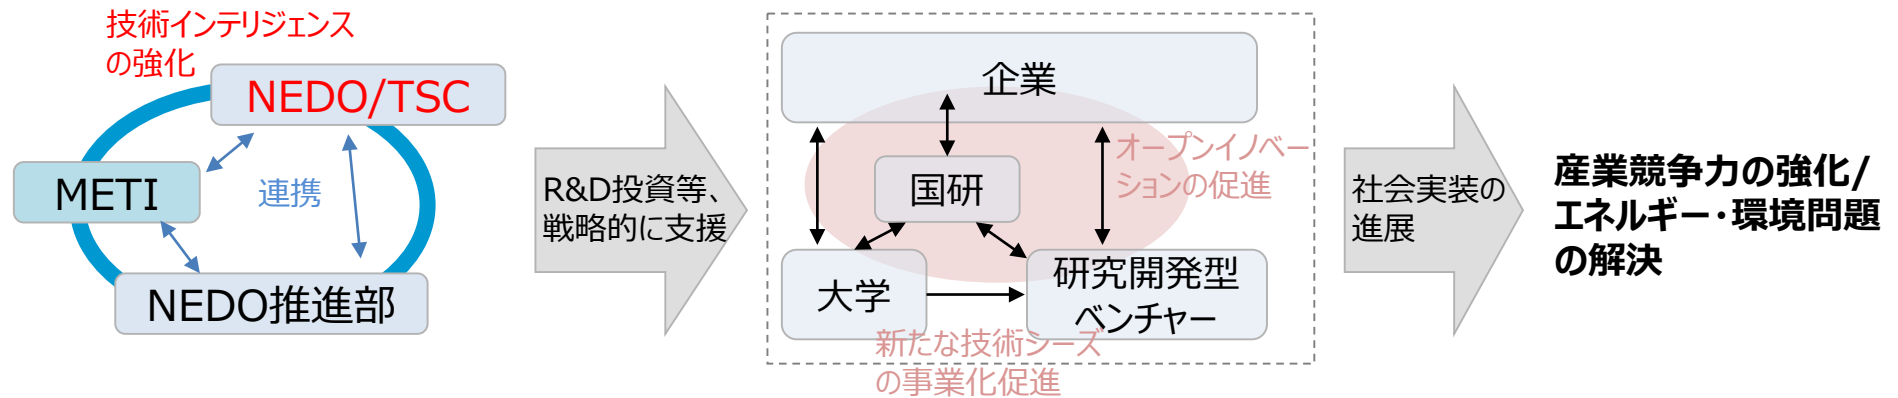 技術インテリジェンス
の強化
NEDO/TSC
METI
連携
NEDO推進部
R&D投資等、
戦略的に支援
企業
オープンイノベー
ションの促進
国研
大学
研究開発型
ベンチャー
新たな技術シーズ
の事業化促進
社会実装の
進展
産業競争力の強化/
エネルギー・環境問題
の解決